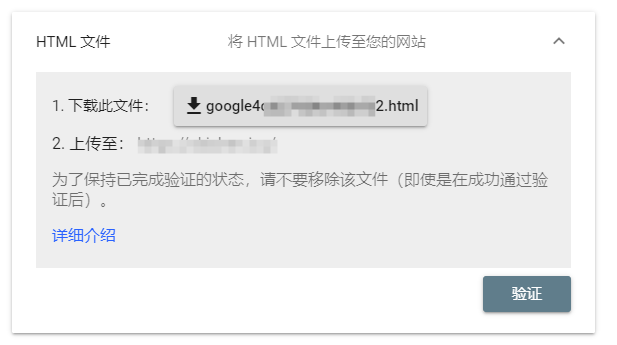 HTML 文件
将 HTML 文件上传至您的网站
1. 下载此文件：
2.html
2. 上传至：
为了保持已完成验证的状态，请不要移除该文件（即使是在成功通过验
证后）。
详细介绍
验证